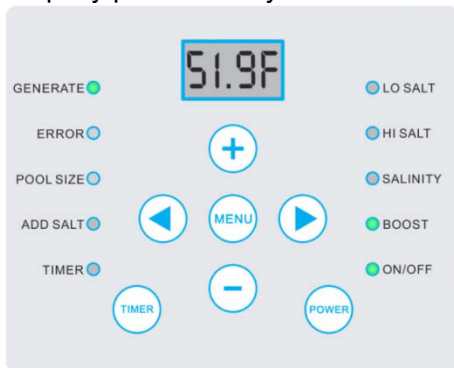 51.9F
GENERATE
LO SALT
ERROR
+
HI SALT
POOL SIZE
SALINITY
ADD SALT
MENU
BOOST
TIMER
−
ON/OFF
TIMER
POWER